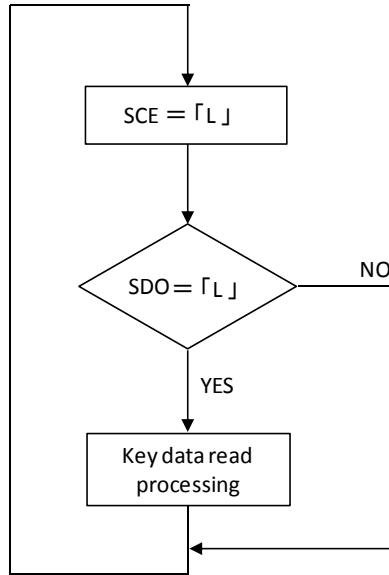 SCE ＝「L」
SDO＝「L」
NO
YES
Key data read
processing